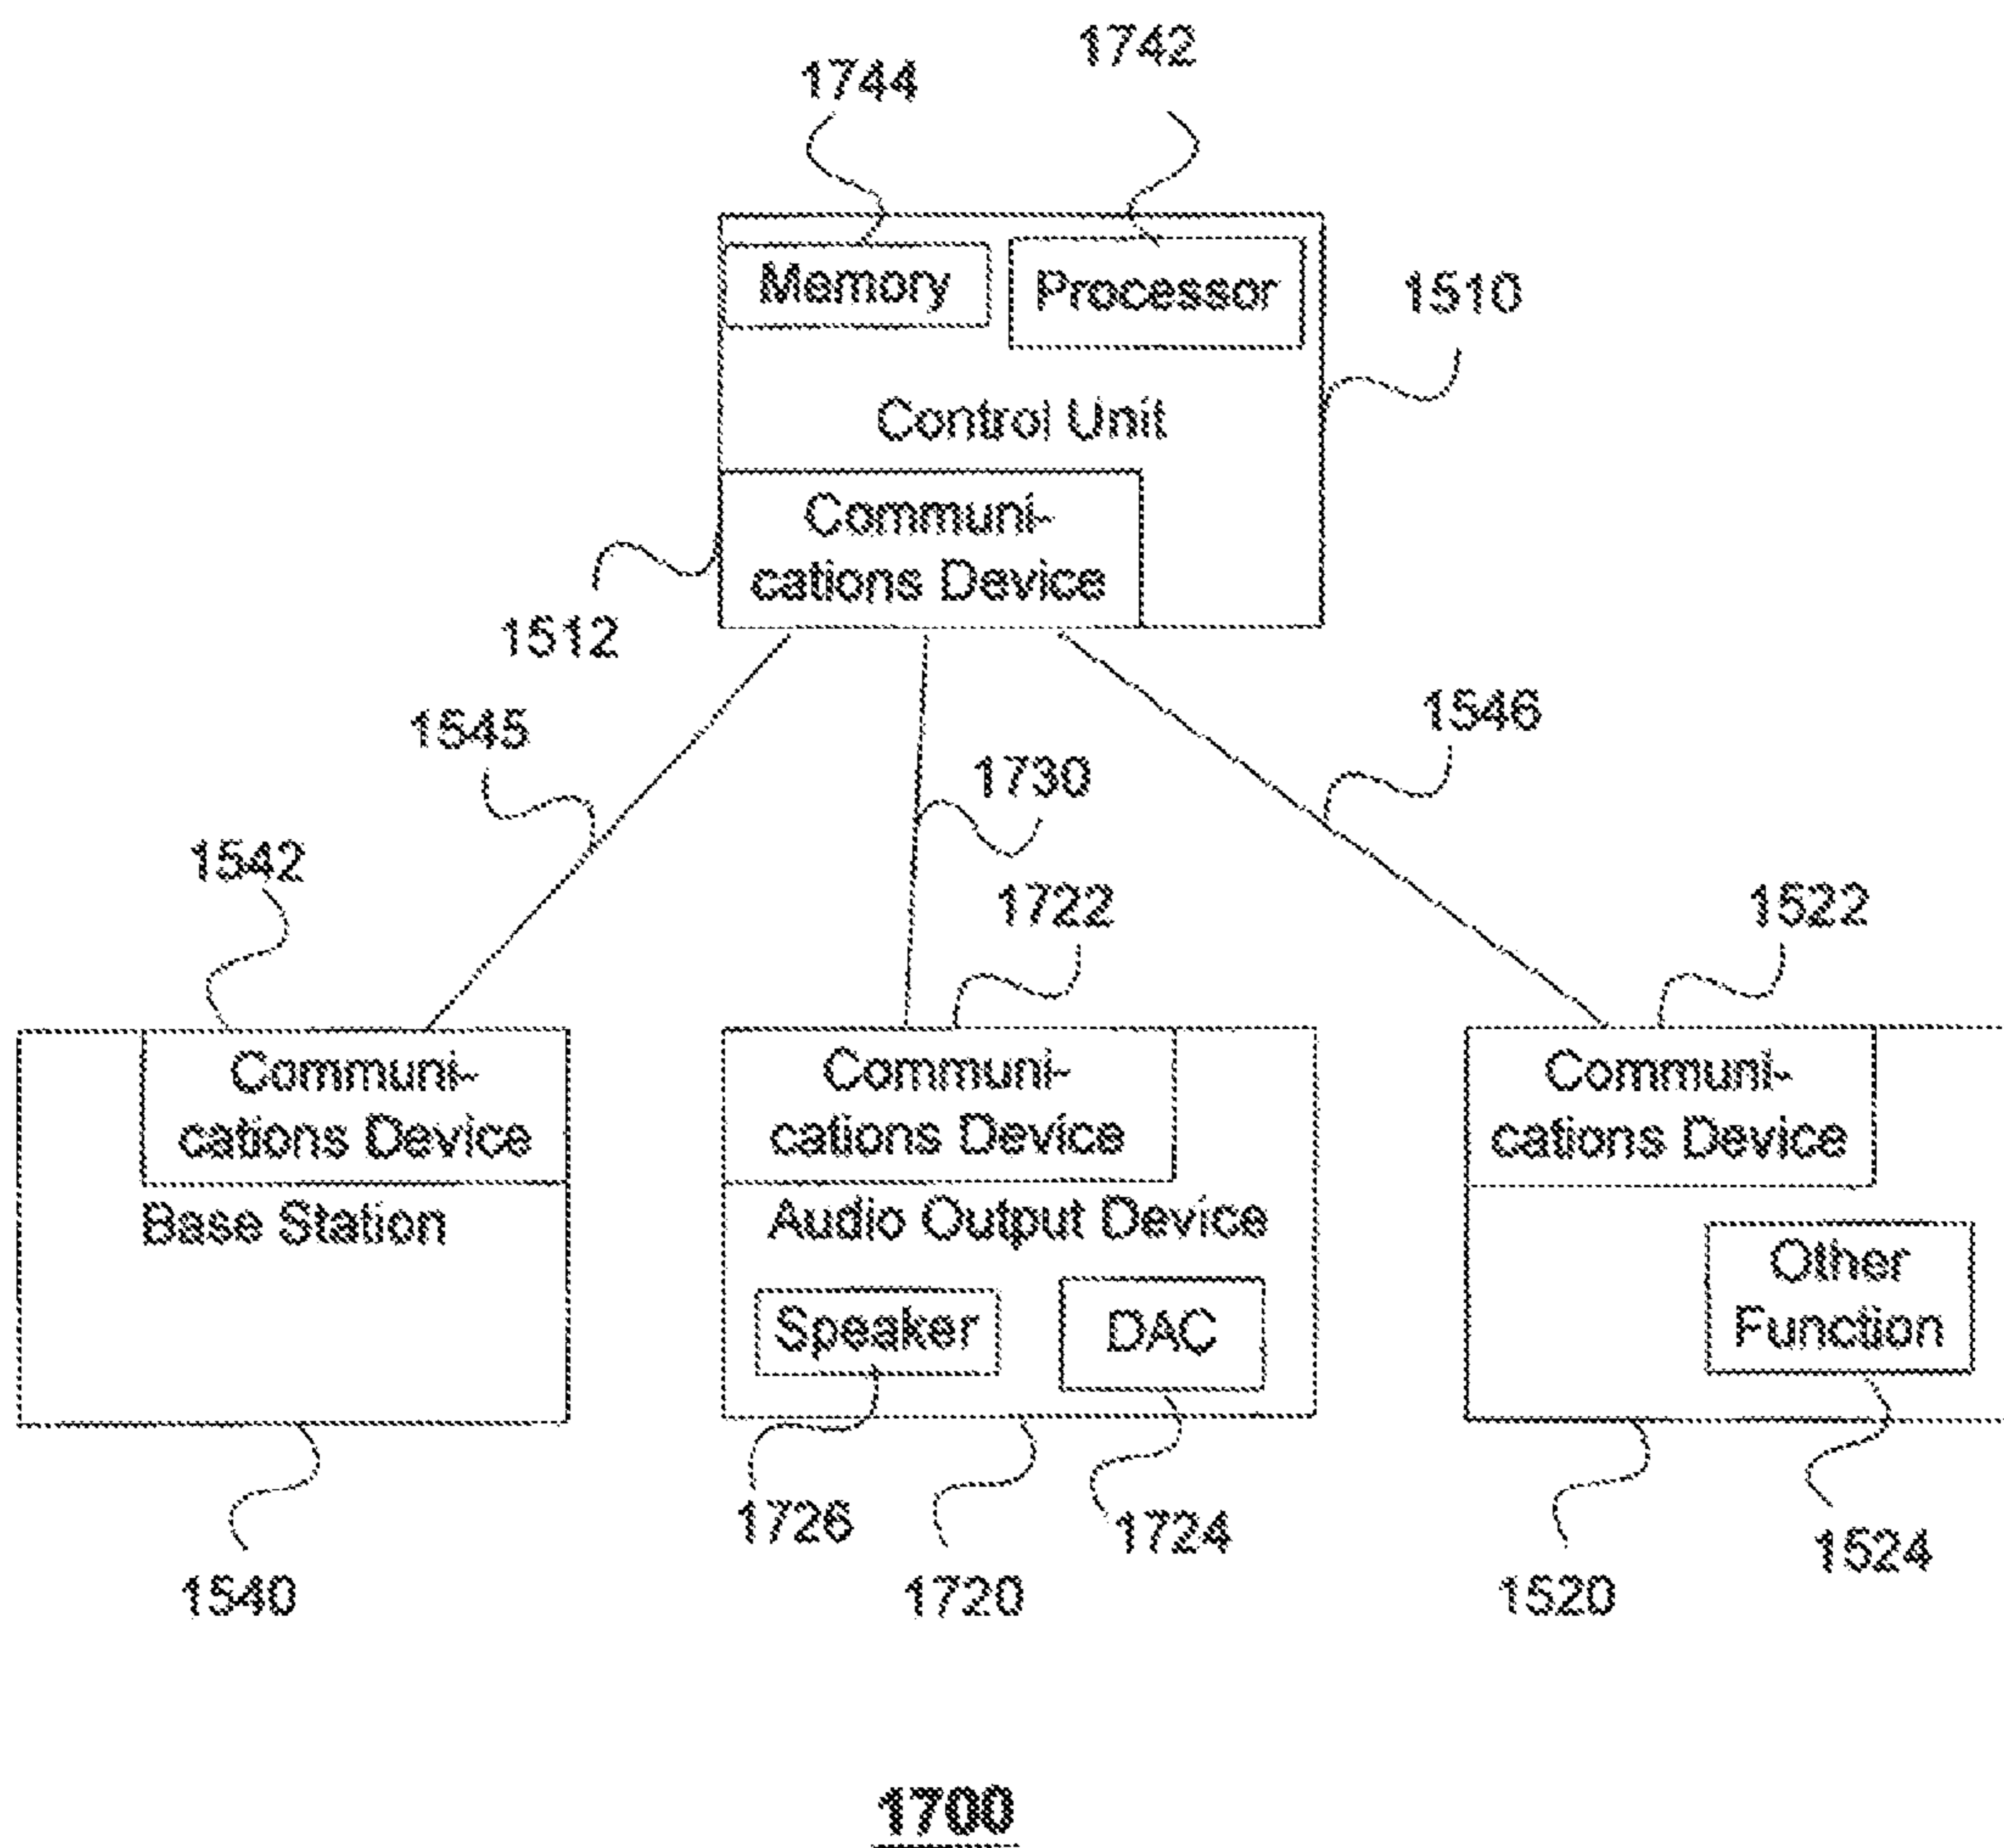 1744
1742
Memory
Processor
1510
Control Unit
Communi-
cations Device
1512
1545
1546
1730
1542
1722
1522
Communi-
cations Device
Base Station
Communi-
cations Device
Audio Output Device
Speaker
DAC
Communi-
cations Device
Other
Function
1726
1724
1524
1540
1720
1520
1700